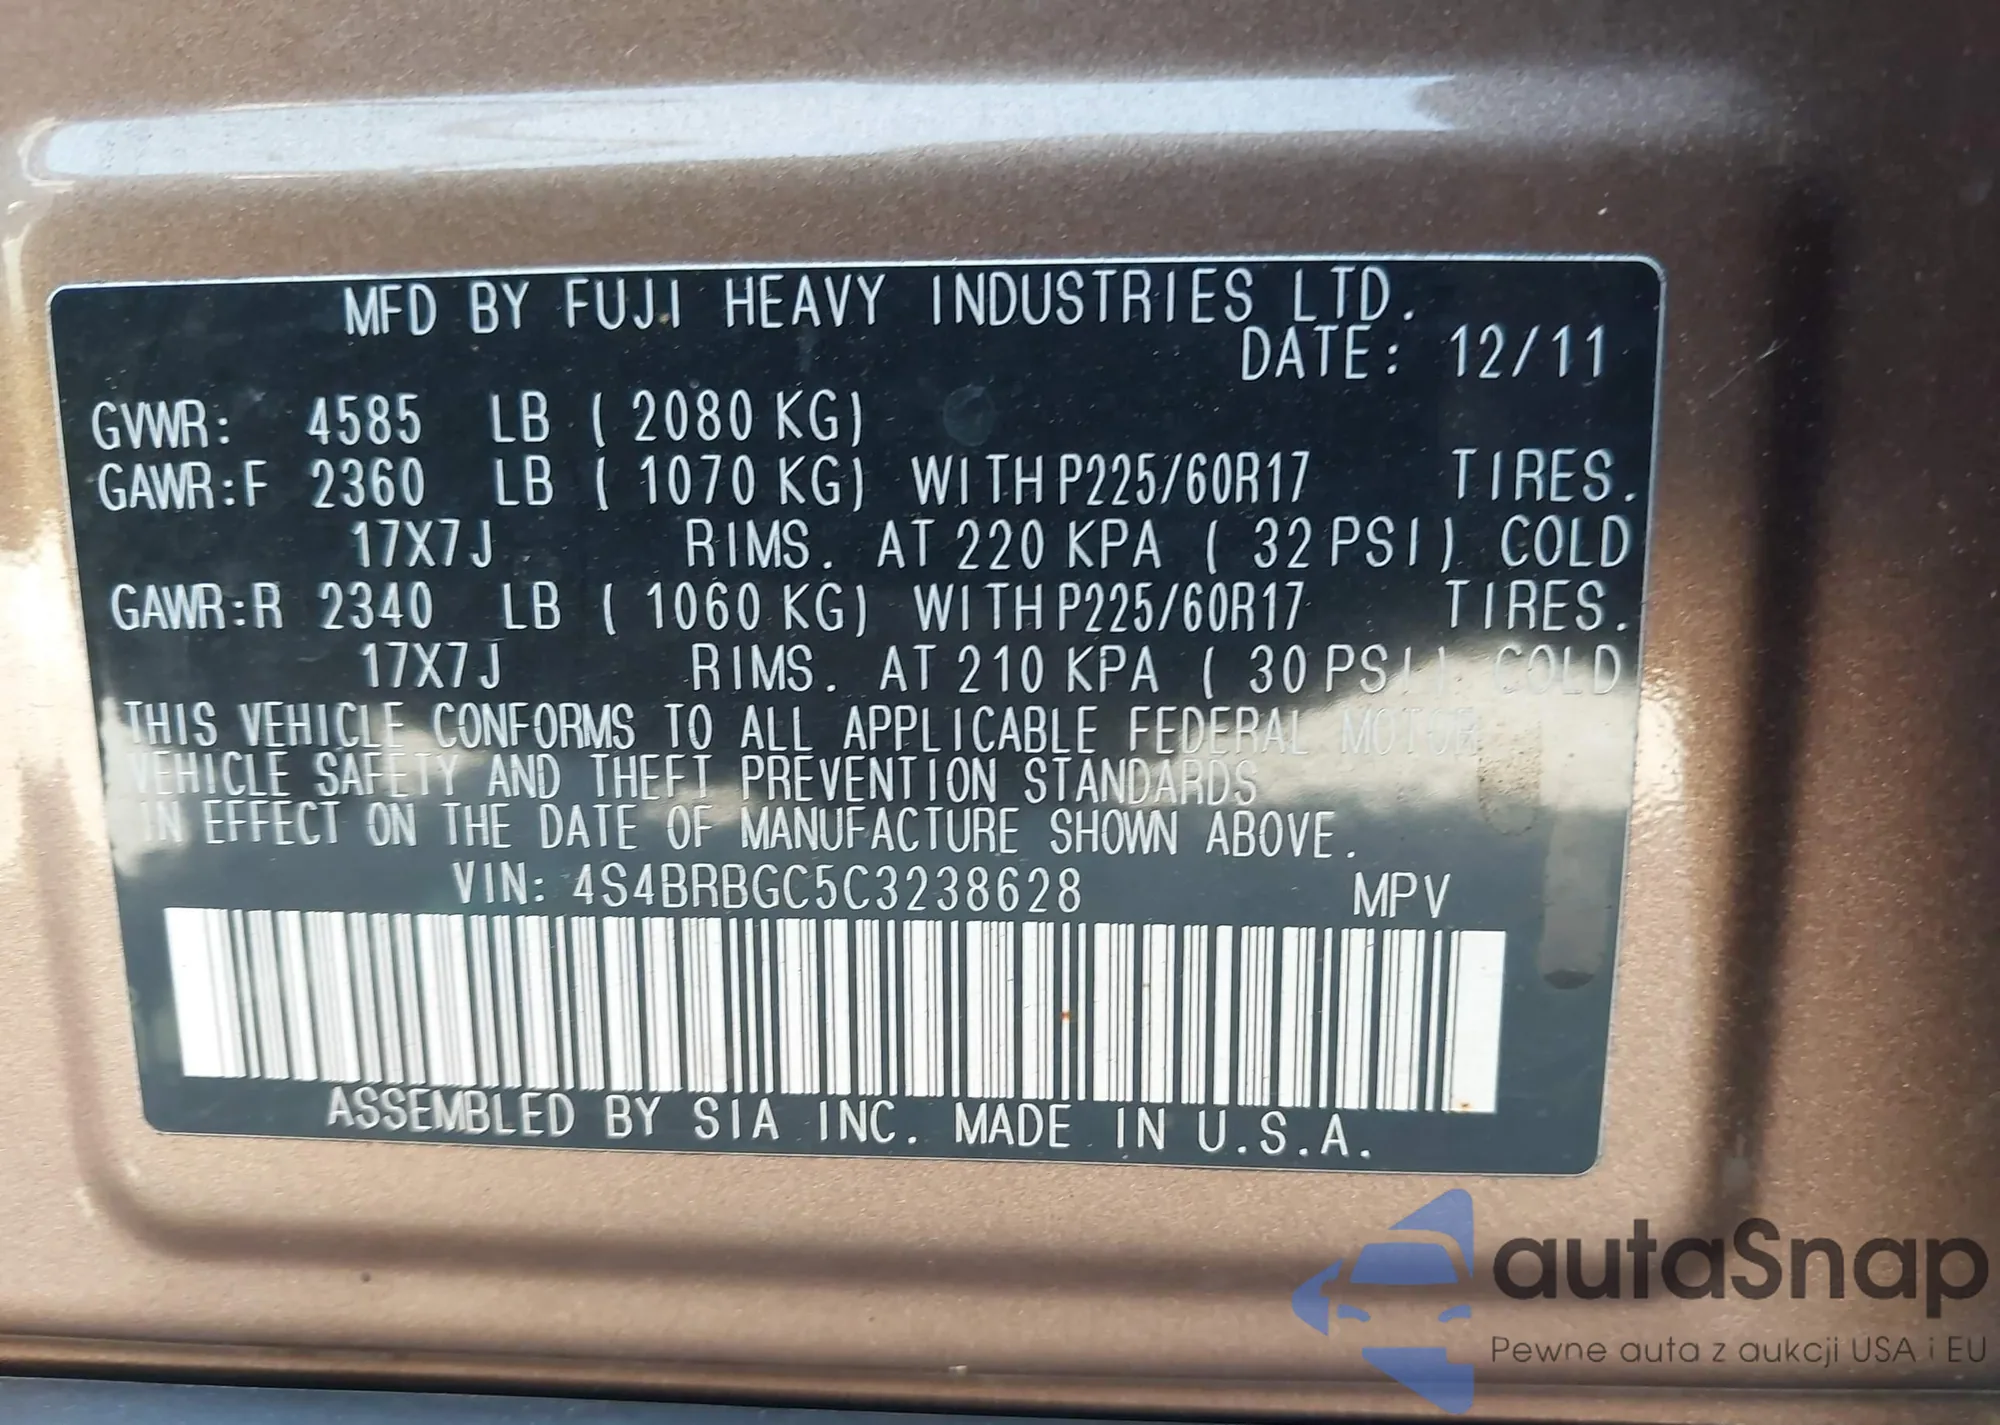 MFD BY FUJI HEAVY INDUSTRIES LTD.
DATE: 12/11
GVWR: 4585 LB ( 2080 KG)
GAWR:F 2360 LB ( 1070 KG) WITH P225/60R17 TIRES.
17X7J RIMS. AT 220 KPA ( 32 PSI) COLD
GAWR:R 2340 LB ( 1060 KG) WITH P225/60R17 TIRES.
17X7J RIMS. AT 210 KPA ( 30 PSI) COLD
THIS VEHICLE CONFORMS TO ALL APPLICABLE FEDERAL MOTOR
VEHICLE SAFETY AND THEFT PREVENTION STANDARDS
IN EFFECT ON THE DATE OF MANUFACTURE SHOWN ABOVE.
VIN: 4S4BRBGC5C3238628 MPV
ASSEMBLED BY SIA INC. MADE IN U.S.A.
autaSnap
Pewne auta z aukcji USA i EU